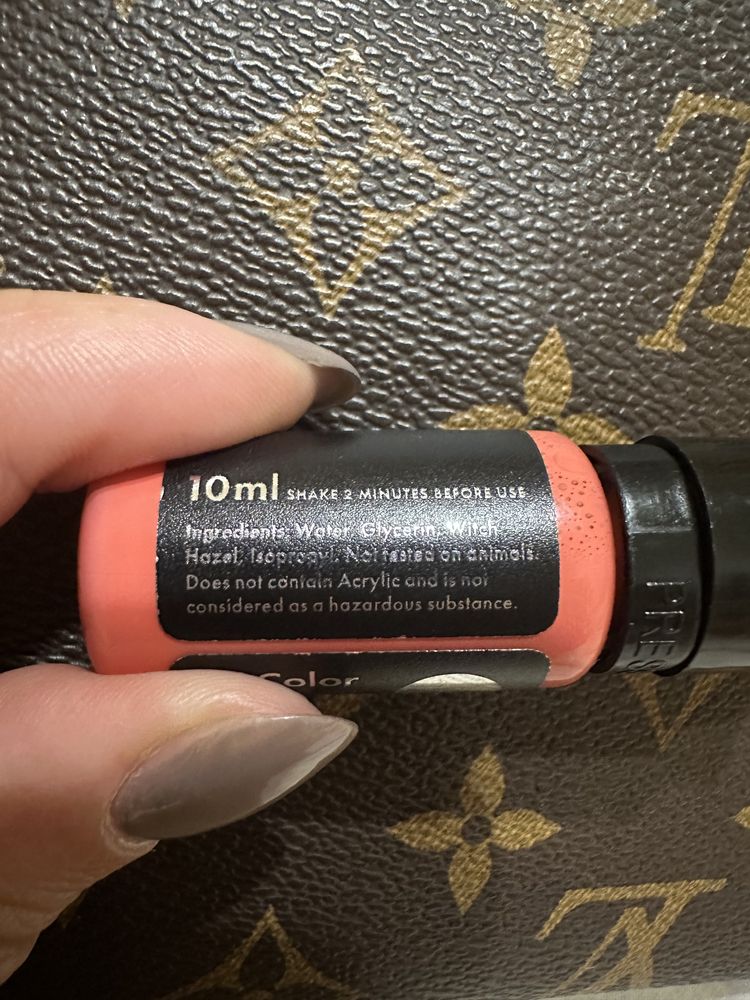 10ml SHAKE 2 MINUTES BEFORE USE
Ingredients: Water, Glycerin, Witch
Hazel, Isopropyl. Not tested on animals.
Does not contain Acrylic and is not
considered as a hazardous substance.
Color
PRES